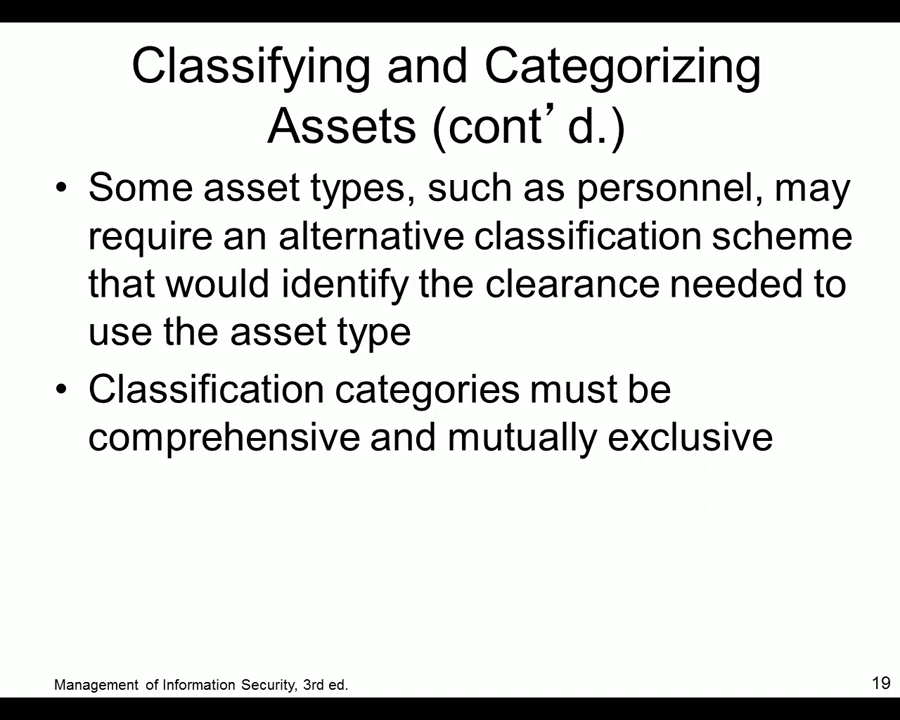 Classifying and Categorizing
Assets (cont’d.)
• Some asset types, such as personnel, may
require an alternative classification scheme
that would identify the clearance needed to
use the asset type
• Classification categories must be
comprehensive and mutually exclusive
Management of Information Security, 3rd ed.
19